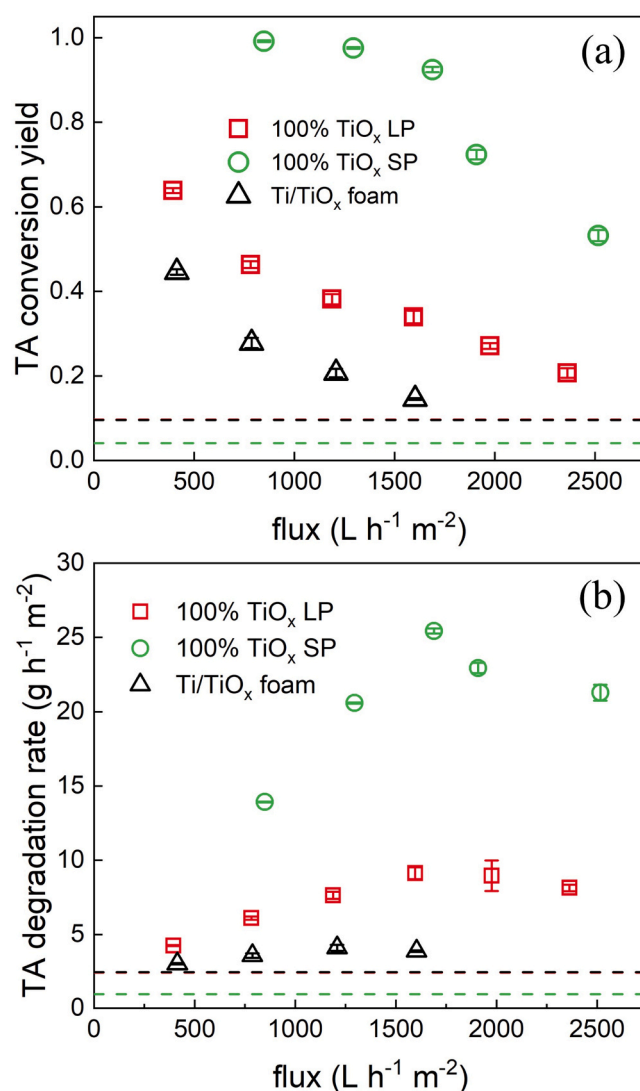 (a)
1.0
0.8
0.6
0.4
0.2
0.0
TA conversion yield
100% TiOₓ LP
100% TiOₓ SP
Ti/TiOₓ foam
0 500 1000 1500 2000 2500
flux (L h⁻¹ m⁻²)
(b)
30
25
20
15
10
5
0
TA degradation rate (g h⁻¹ m⁻²)
100% TiOₓ LP
100% TiOₓ SP
Ti/TiOₓ foam
0 500 1000 1500 2000 2500
flux (L h⁻¹ m⁻²)